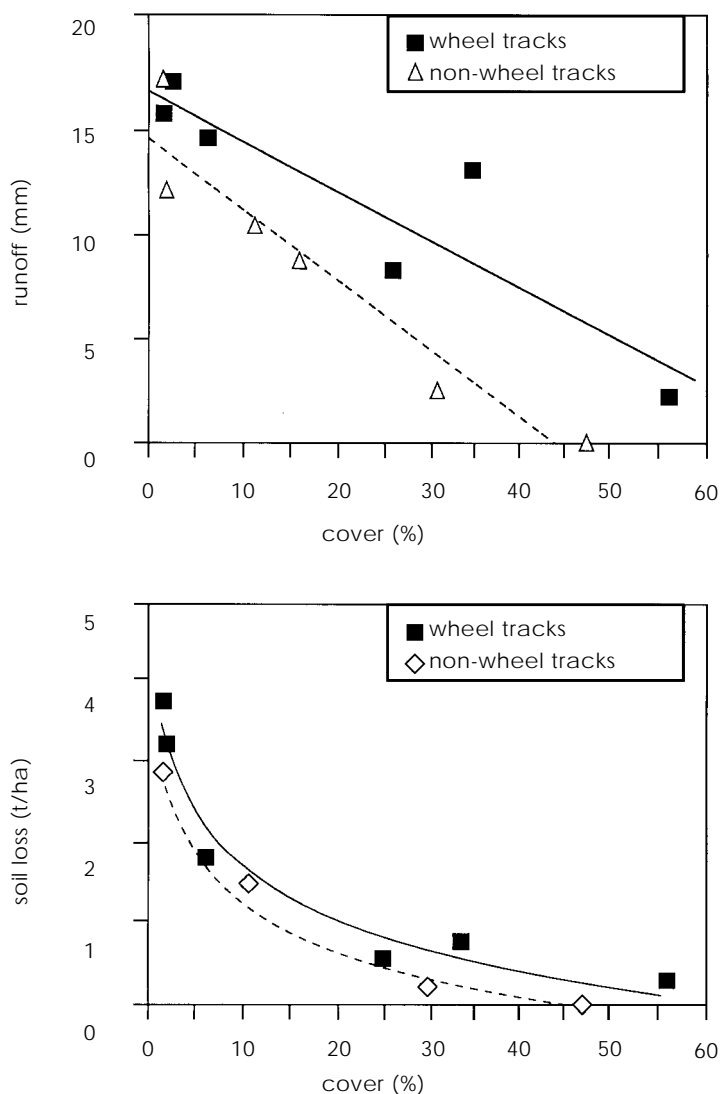 20
15
10
5
0
runoff (mm)
wheel tracks
non-wheel tracks
0 10 20 30 40 50 60
cover (%)
5
4
3
2
1
0
soil loss (t/ha)
wheel tracks
non-wheel tracks
0 10 20 30 40 50 60
cover (%)